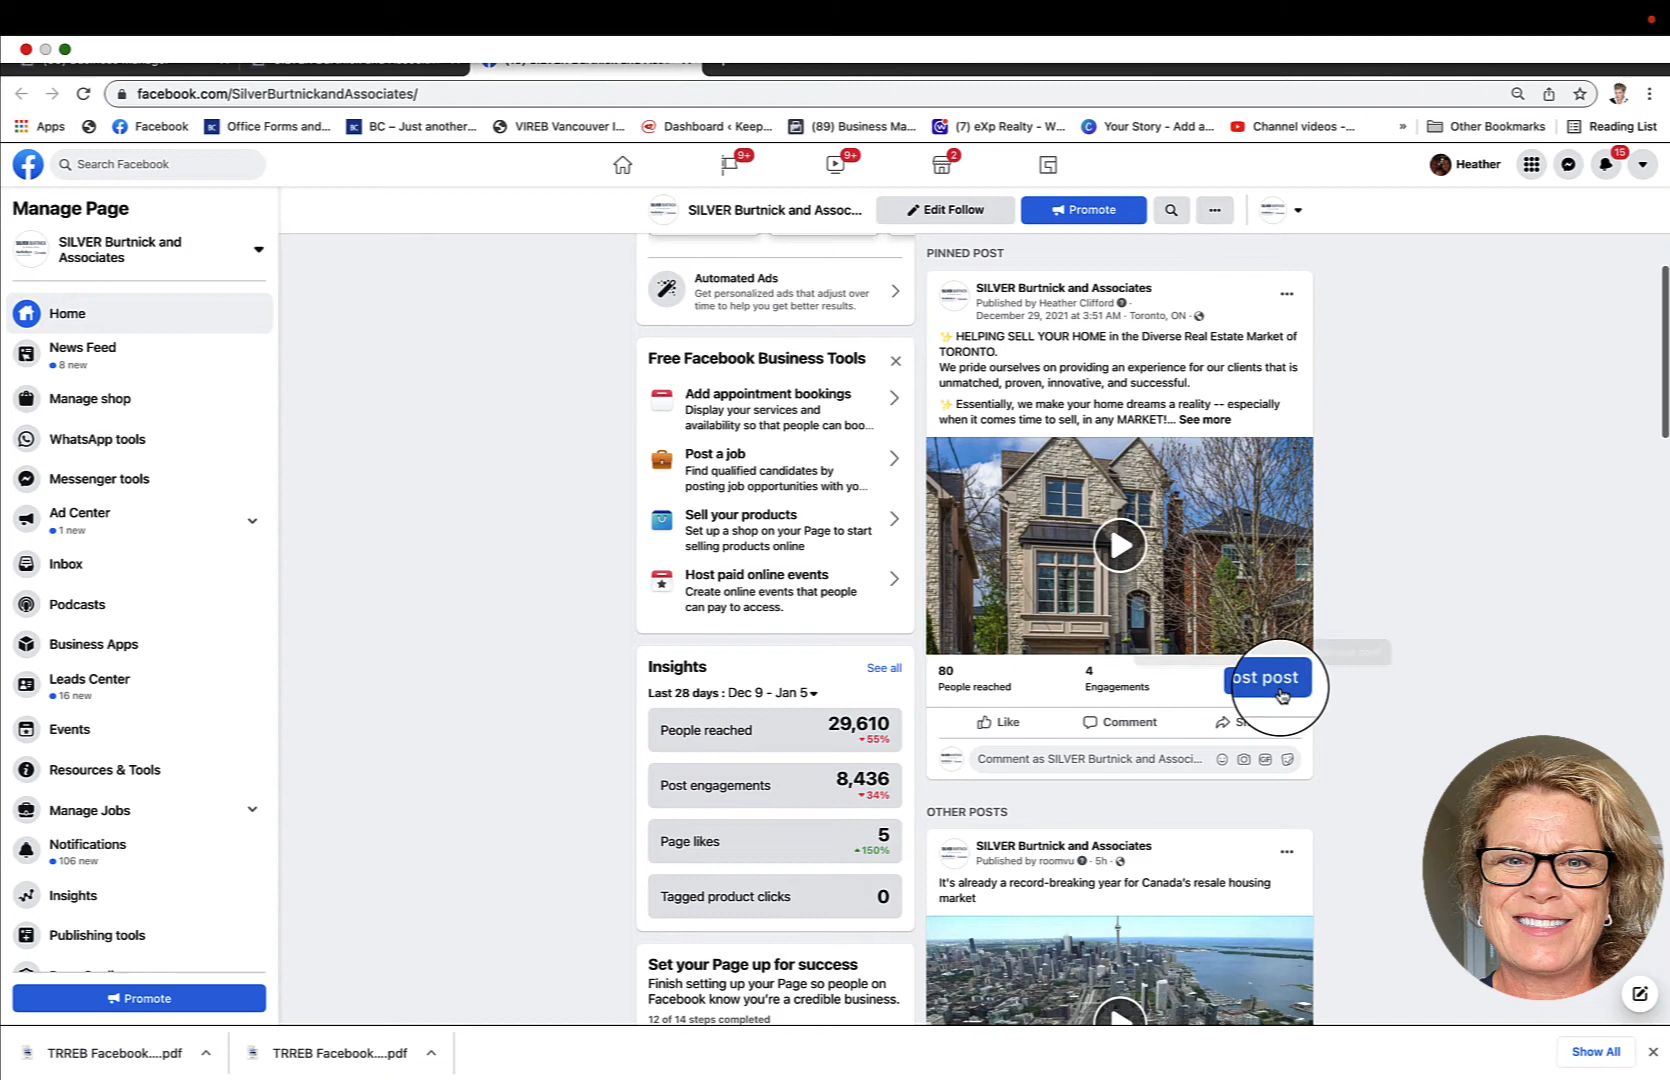 facebook.com/SilverBurtnickandAssociates/
Apps
Facebook
Office Forms and...
BC – Just another...
VIREB Vancouver I...
Dashboard ‹ Keep...
(89) Business Ma...
(7) eXp Realty - W...
Your Story - Add a...
Channel videos -...
»
Other Bookmarks
Reading List
Search Facebook
9+
9+
2
Heather
15
Manage Page
SILVER Burtnick and
Associates
Home
News Feed
8 new
Manage shop
WhatsApp tools
Messenger tools
Ad Center
1 new
Inbox
Podcasts
Business Apps
Leads Center
16 new
Events
Resources & Tools
Manage Jobs
Notifications
106 new
Insights
Publishing tools
Promote
SILVER Burtnick and Assoc...
Edit Follow
Promote
Automated Ads
Get personalized ads that adjust over
time to help you get better results.
Free Facebook Business Tools
Add appointment bookings
Display your services and
availability so that people can boo...
Post a job
Find qualified candidates by
posting job opportunities with yo...
Sell your products
Set up a shop on your Page to start
selling products online
Host paid online events
Create online events that people
can pay to access.
Insights
See all
Last 28 days : Dec 9 - Jan 5
People reached
29,610
55%
Post engagements
8,436
34%
Page likes
5
150%
Tagged product clicks
0
Set your Page up for success
Finish setting up your Page so people on
Facebook know you're a credible business.
12 of 14 steps completed
PINNED POST
SILVER Burtnick and Associates
Published by Heather Clifford ·
December 29, 2021 at 3:51 AM · Toronto, ON ·
✨ HELPING SELL YOUR HOME in the Diverse Real Estate Market of
TORONTO.
We pride ourselves on providing an experience for our clients that is
unmatched, proven, innovative, and successful.
✨ Essentially, we make your home dreams a reality -- especially
when it comes time to sell, in any MARKET!... See more
80
People reached
4
Engagements
ost post
Like
Comment
Comment as SILVER Burtnick and Associ...
GIF
OTHER POSTS
SILVER Burtnick and Associates
Published by roomvu · 5h ·
It's already a record-breaking year for Canada's resale housing
market
TRREB Facebook....pdf
TRREB Facebook....pdf
Show All